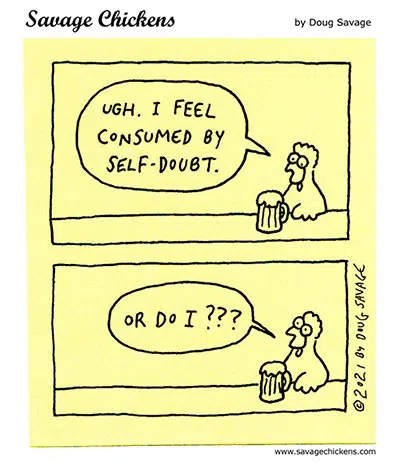 Savage Chickens
by Doug Savage
UGH. I FEEL
CONSUMED BY
SELF-DOUBT.
OR DO I ???
©2021 BY DOUG SAVAGE
www.savagechickens.com